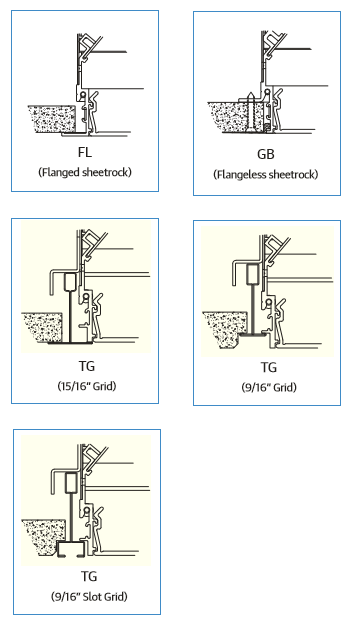 FL
(Flanged sheetrock)
GB
(Flangeless sheetrock)
TG
(15/16” Grid)
TG
(9/16” Grid)
TG
(9/16” Slot Grid)